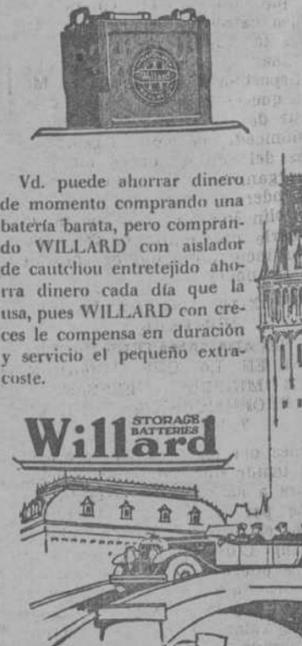 WILLARD
Vd. puede ahorrar dinero
de momento comprando una
batería barata, pero compran-
do WILLARD con aislador
de cautchou entretejido aho-
rra dinero cada día que la
usa, pues WILLARD con cre-
ces le compensa en duración
y servicio el pequeño extra-
coste.
Willard STORAGE
BATTERIES